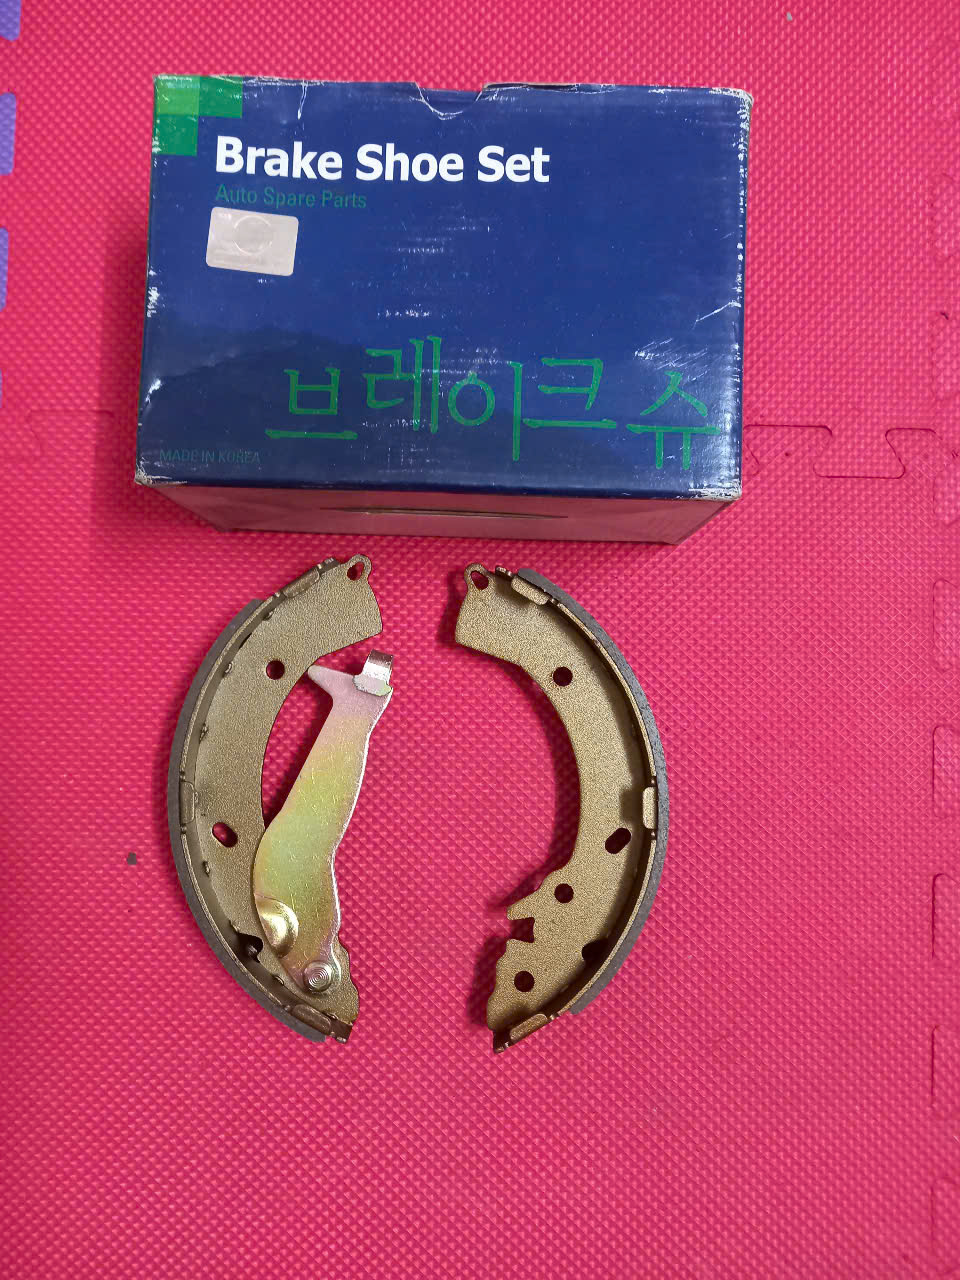 Brake Shoe Set
Auto Spare Parts
브레이크슈
MADE IN KOREA